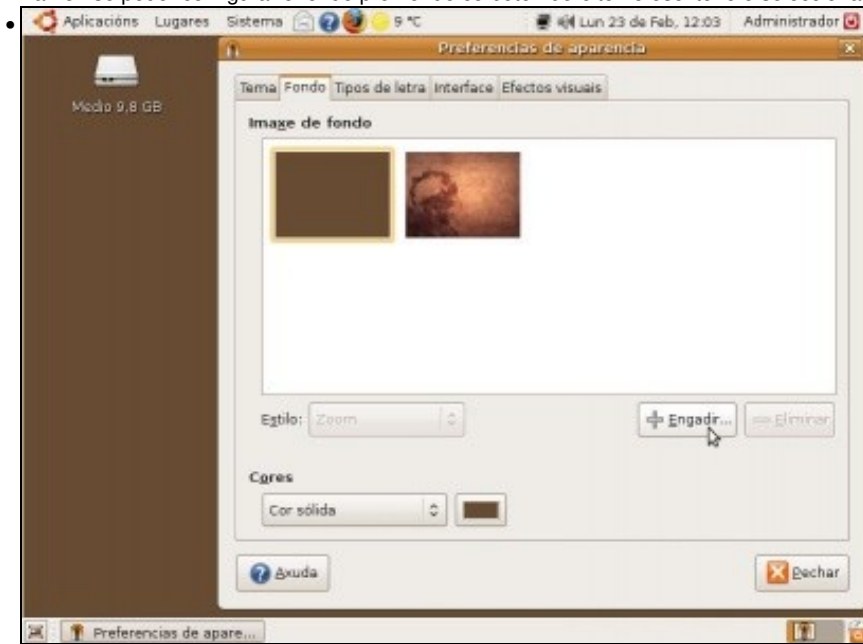 Aplicacións Lugares Sistema 9 °C Lun 23 de Feb, 12:03 Administrador
Preferencias de aparencia
Medio 9,8 GB
Tema Fondo Tipos de letra Interface Efectos visuais
Imaxe de fondo
Estilo: Zoom Engadir... Eliminar
Cores
Cor sólida
Axuda Pechar
Preferencias de apare...